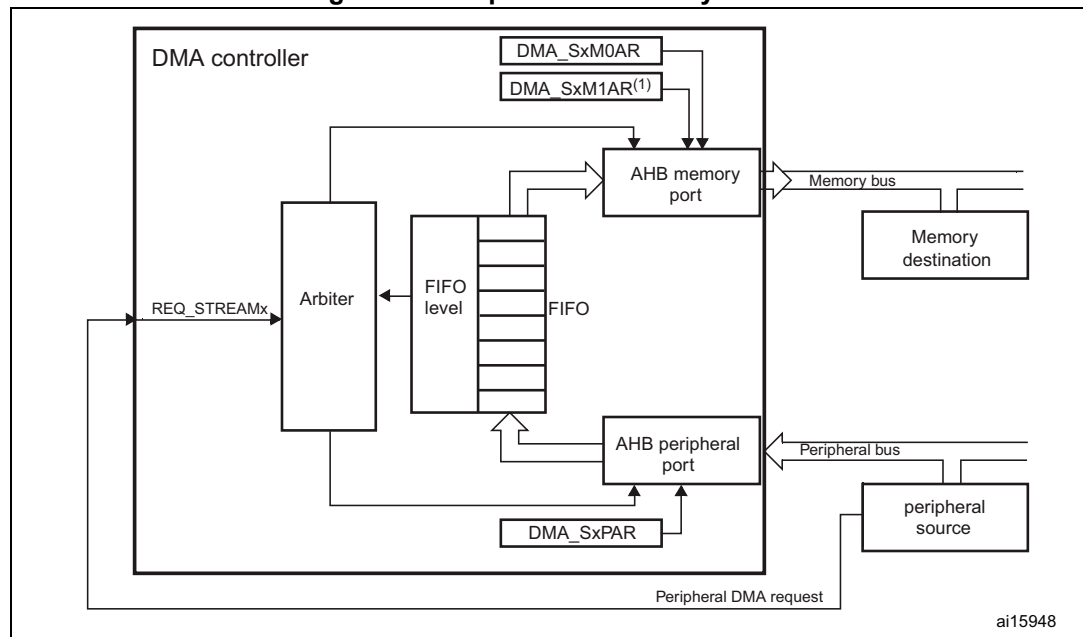 DMA controller
DMA_SxM0AR
DMA_SxM1AR(1)
AHB memory
port
Memory bus
Memory
destination
REQ_STREAMx
Arbiter
FIFO
level
FIFO
AHB peripheral
port
Peripheral bus
peripheral
source
DMA_SxPAR
Peripheral DMA request
ai15948